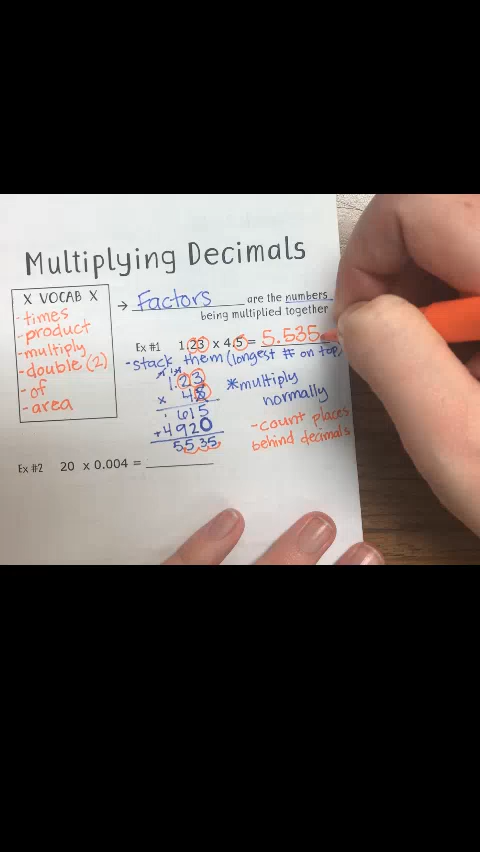 Multiplying Decimals
X VOCAB X
- times
- product
- multiply
- double (2)
- of
- area
→ Factors are the numbers
being multiplied together
Ex #1 1.23 x 4.5 = 5.535
- stack them (longest # on top)
1.23
x 4.5
615
+ 4920
5535
*multiply
normally
- count places
behind decimals
Ex #2 20 x 0.004 =